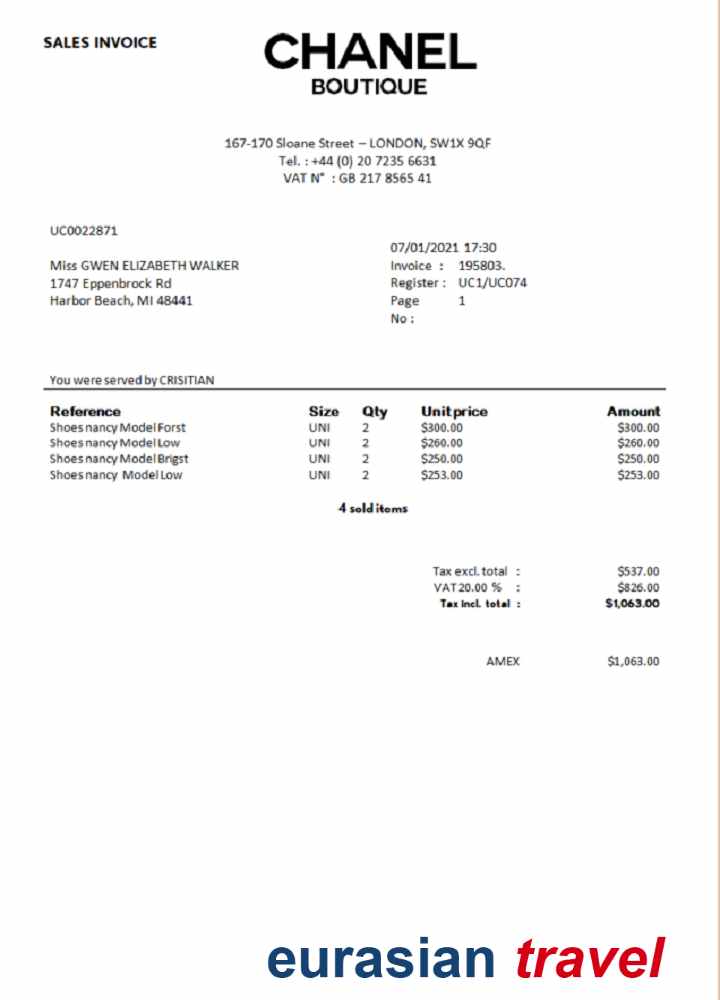 SALES INVOICE
CHANEL
BOUTIQUE
167-170 Sloane Street – LONDON, SW1X 9QF
Tel. : +44 (0) 20 7235 6631
VAT N° : GB 217 8565 41
UC0022871
07/01/2021 17:30
Miss GWEN ELIZABETH WALKER Invoice : 195803.
1747 Eppenbrock Rd Register : UC1/UC074
Harbor Beach, MI 48441 Page 1
No :
You were served by CRISITIAN
Reference Size Qty Unit price Amount
Shoes nancy Model Forst UNI 2 $300.00 $300.00
Shoes nancy Model Low UNI 2 $260.00 $260.00
Shoes nancy Model Brigst UNI 2 $250.00 $250.00
Shoes nancy Model Low UNI 2 $253.00 $253.00
4 sold items
Tax excl. total : $537.00
VAT 20.00 % : $826.00
Tax Incl. total : $1,063.00
AMEX $1,063.00
eurasian travel